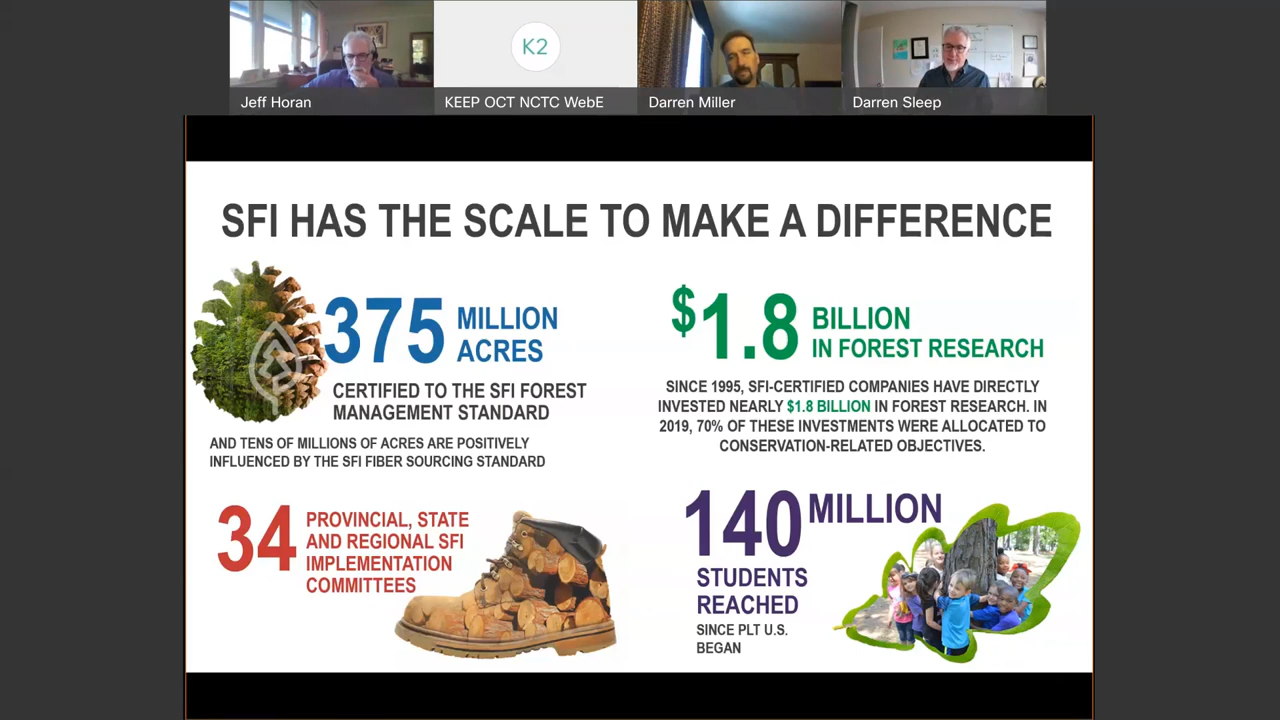 K2
Jeff Horan
KEEP OCT NCTC WebE
Darren Miller
Darren Sleep
SFI HAS THE SCALE TO MAKE A DIFFERENCE
375 MILLION
ACRES
CERTIFIED TO THE SFI FOREST
MANAGEMENT STANDARD
AND TENS OF MILLIONS OF ACRES ARE POSITIVELY
INFLUENCED BY THE SFI FIBER SOURCING STANDARD
$1.8 BILLION
IN FOREST RESEARCH
SINCE 1995, SFI-CERTIFIED COMPANIES HAVE DIRECTLY
INVESTED NEARLY $1.8 BILLION IN FOREST RESEARCH. IN
2019, 70% OF THESE INVESTMENTS WERE ALLOCATED TO
CONSERVATION-RELATED OBJECTIVES.
34 PROVINCIAL, STATE
AND REGIONAL SFI
IMPLEMENTATION
COMMITTEES
140 MILLION
STUDENTS
REACHED
SINCE PLT U.S.
BEGAN